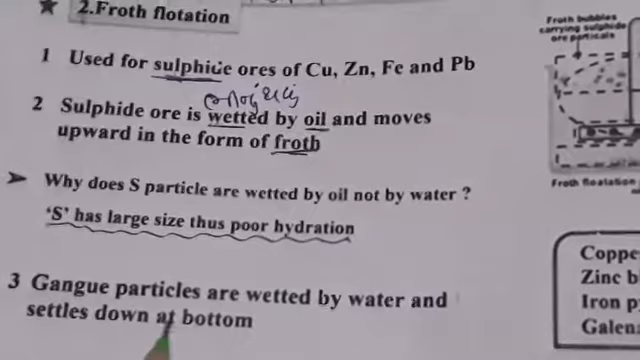 2.Froth flotation
1 Used for sulphide ores of Cu, Zn, Fe and Pb
2 Sulphide ore is wetted by oil and moves
upward in the form of froth
Why does S particle are wetted by oil not by water ?
'S' has large size thus poor hydration
3 Gangue particles are wetted by water and
settles down at bottom
Froth bubbles
carrying sulphide
ore particals
Froth floatation
Coppe
Zinc b
Iron p
Galen